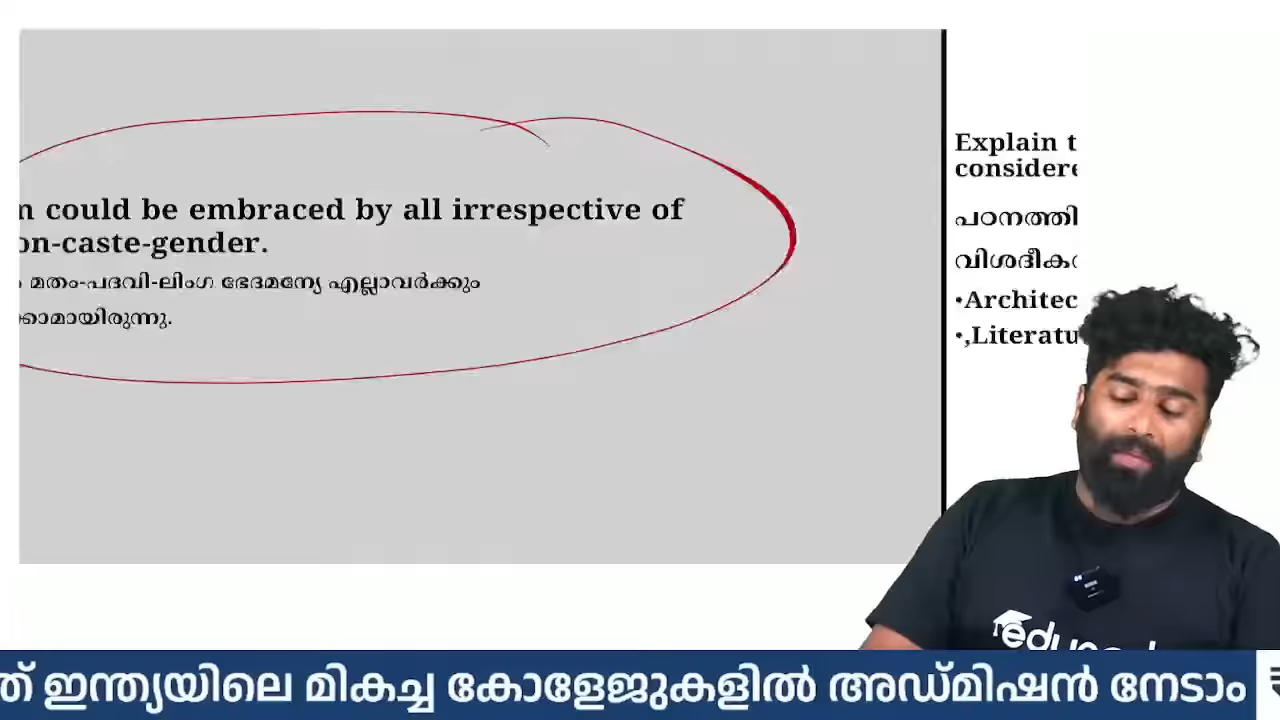 could be embraced by all irrespective of
on-caste-gender.
മതം-പദവി-ലിംഗ ഭേദമന്യേ എല്ലാവർക്കും
ക്കാമായിരുന്നു.
Explain t
considere
പഠനത്തി
വിശദീക
•Architec
•,Literatu
ത് ഇന്ത്യയിലെ മികച്ച കോളേജുകളിൽ അഡ്മിഷൻ നേടാം